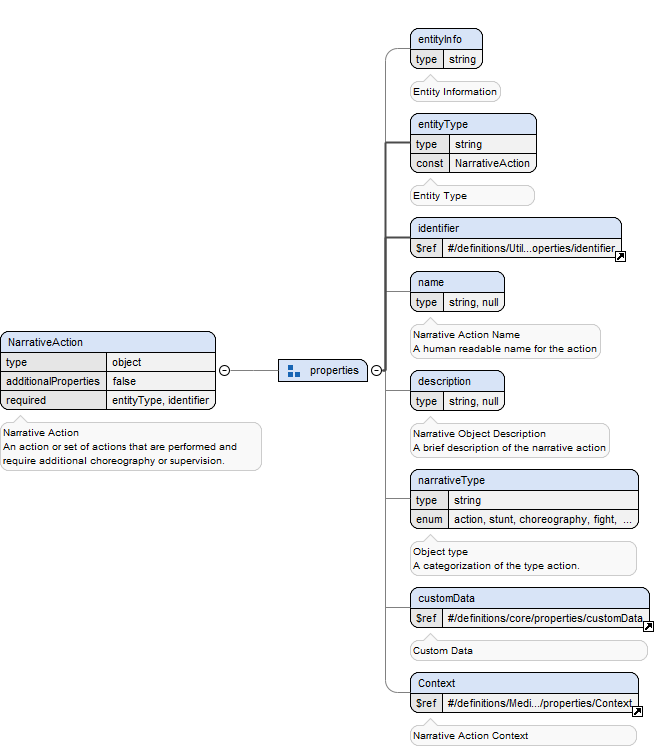 NarrativeAction
type object
additionalProperties false
required entityType, identifier
Narrative Action
An action or set of actions that are performed and
require additional choreography or supervision.
properties
entityInfo
type string
Entity Information
entityType
type string
const NarrativeAction
Entity Type
identifier
$ref #/definitions/Util...operties/identifier
name
type string, null
Narrative Action Name
A human readable name for the action
description
type string, null
Narrative Object Description
A brief description of the narrative action
narrativeType
type string
enum action, stunt, choreography, fight, ...
Object type
A categorization of the type action.
customData
$ref #/definitions/core/properties/customData
Custom Data
Context
$ref #/definitions/Medi.../properties/Context
Narrative Action Context